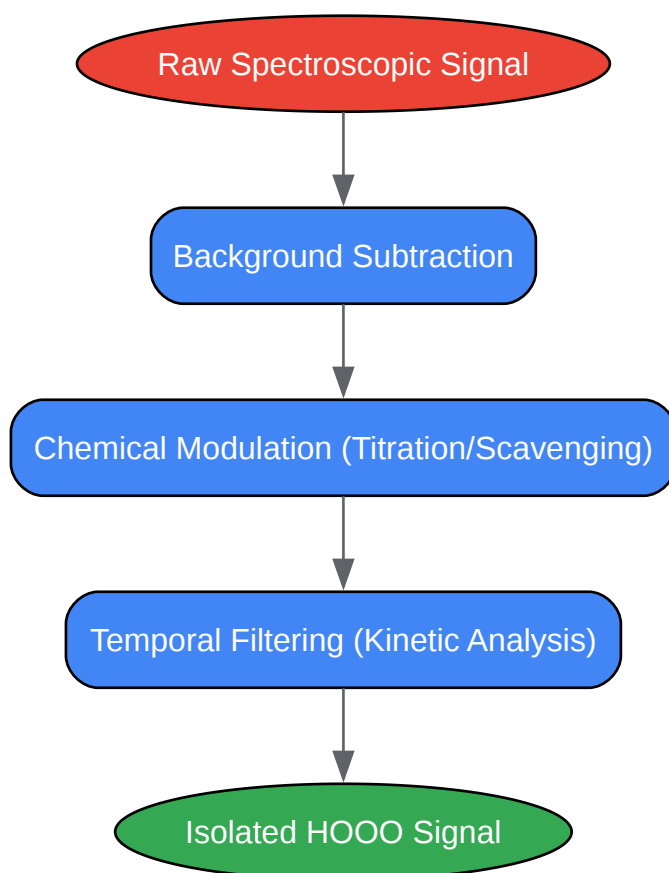 Raw Spectroscopic Signal
Background Subtraction
Chemical Modulation (Titration/Scavenging)
Temporal Filtering (Kinetic Analysis)
Isolated HOOO Signal